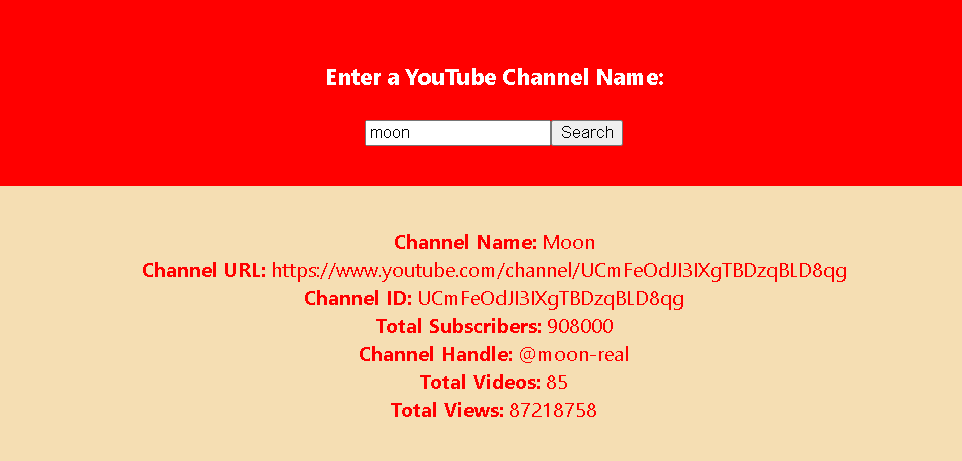 Enter a YouTube Channel Name:
moon Search
Channel Name: Moon
Channel URL: https://www.youtube.com/channel/UCmFeOdJI3IXgTBDzqBLD8qg
Channel ID: UCmFeOdJI3IXgTBDzqBLD8qg
Total Subscribers: 908000
Channel Handle: @moon-real
Total Videos: 85
Total Views: 87218758